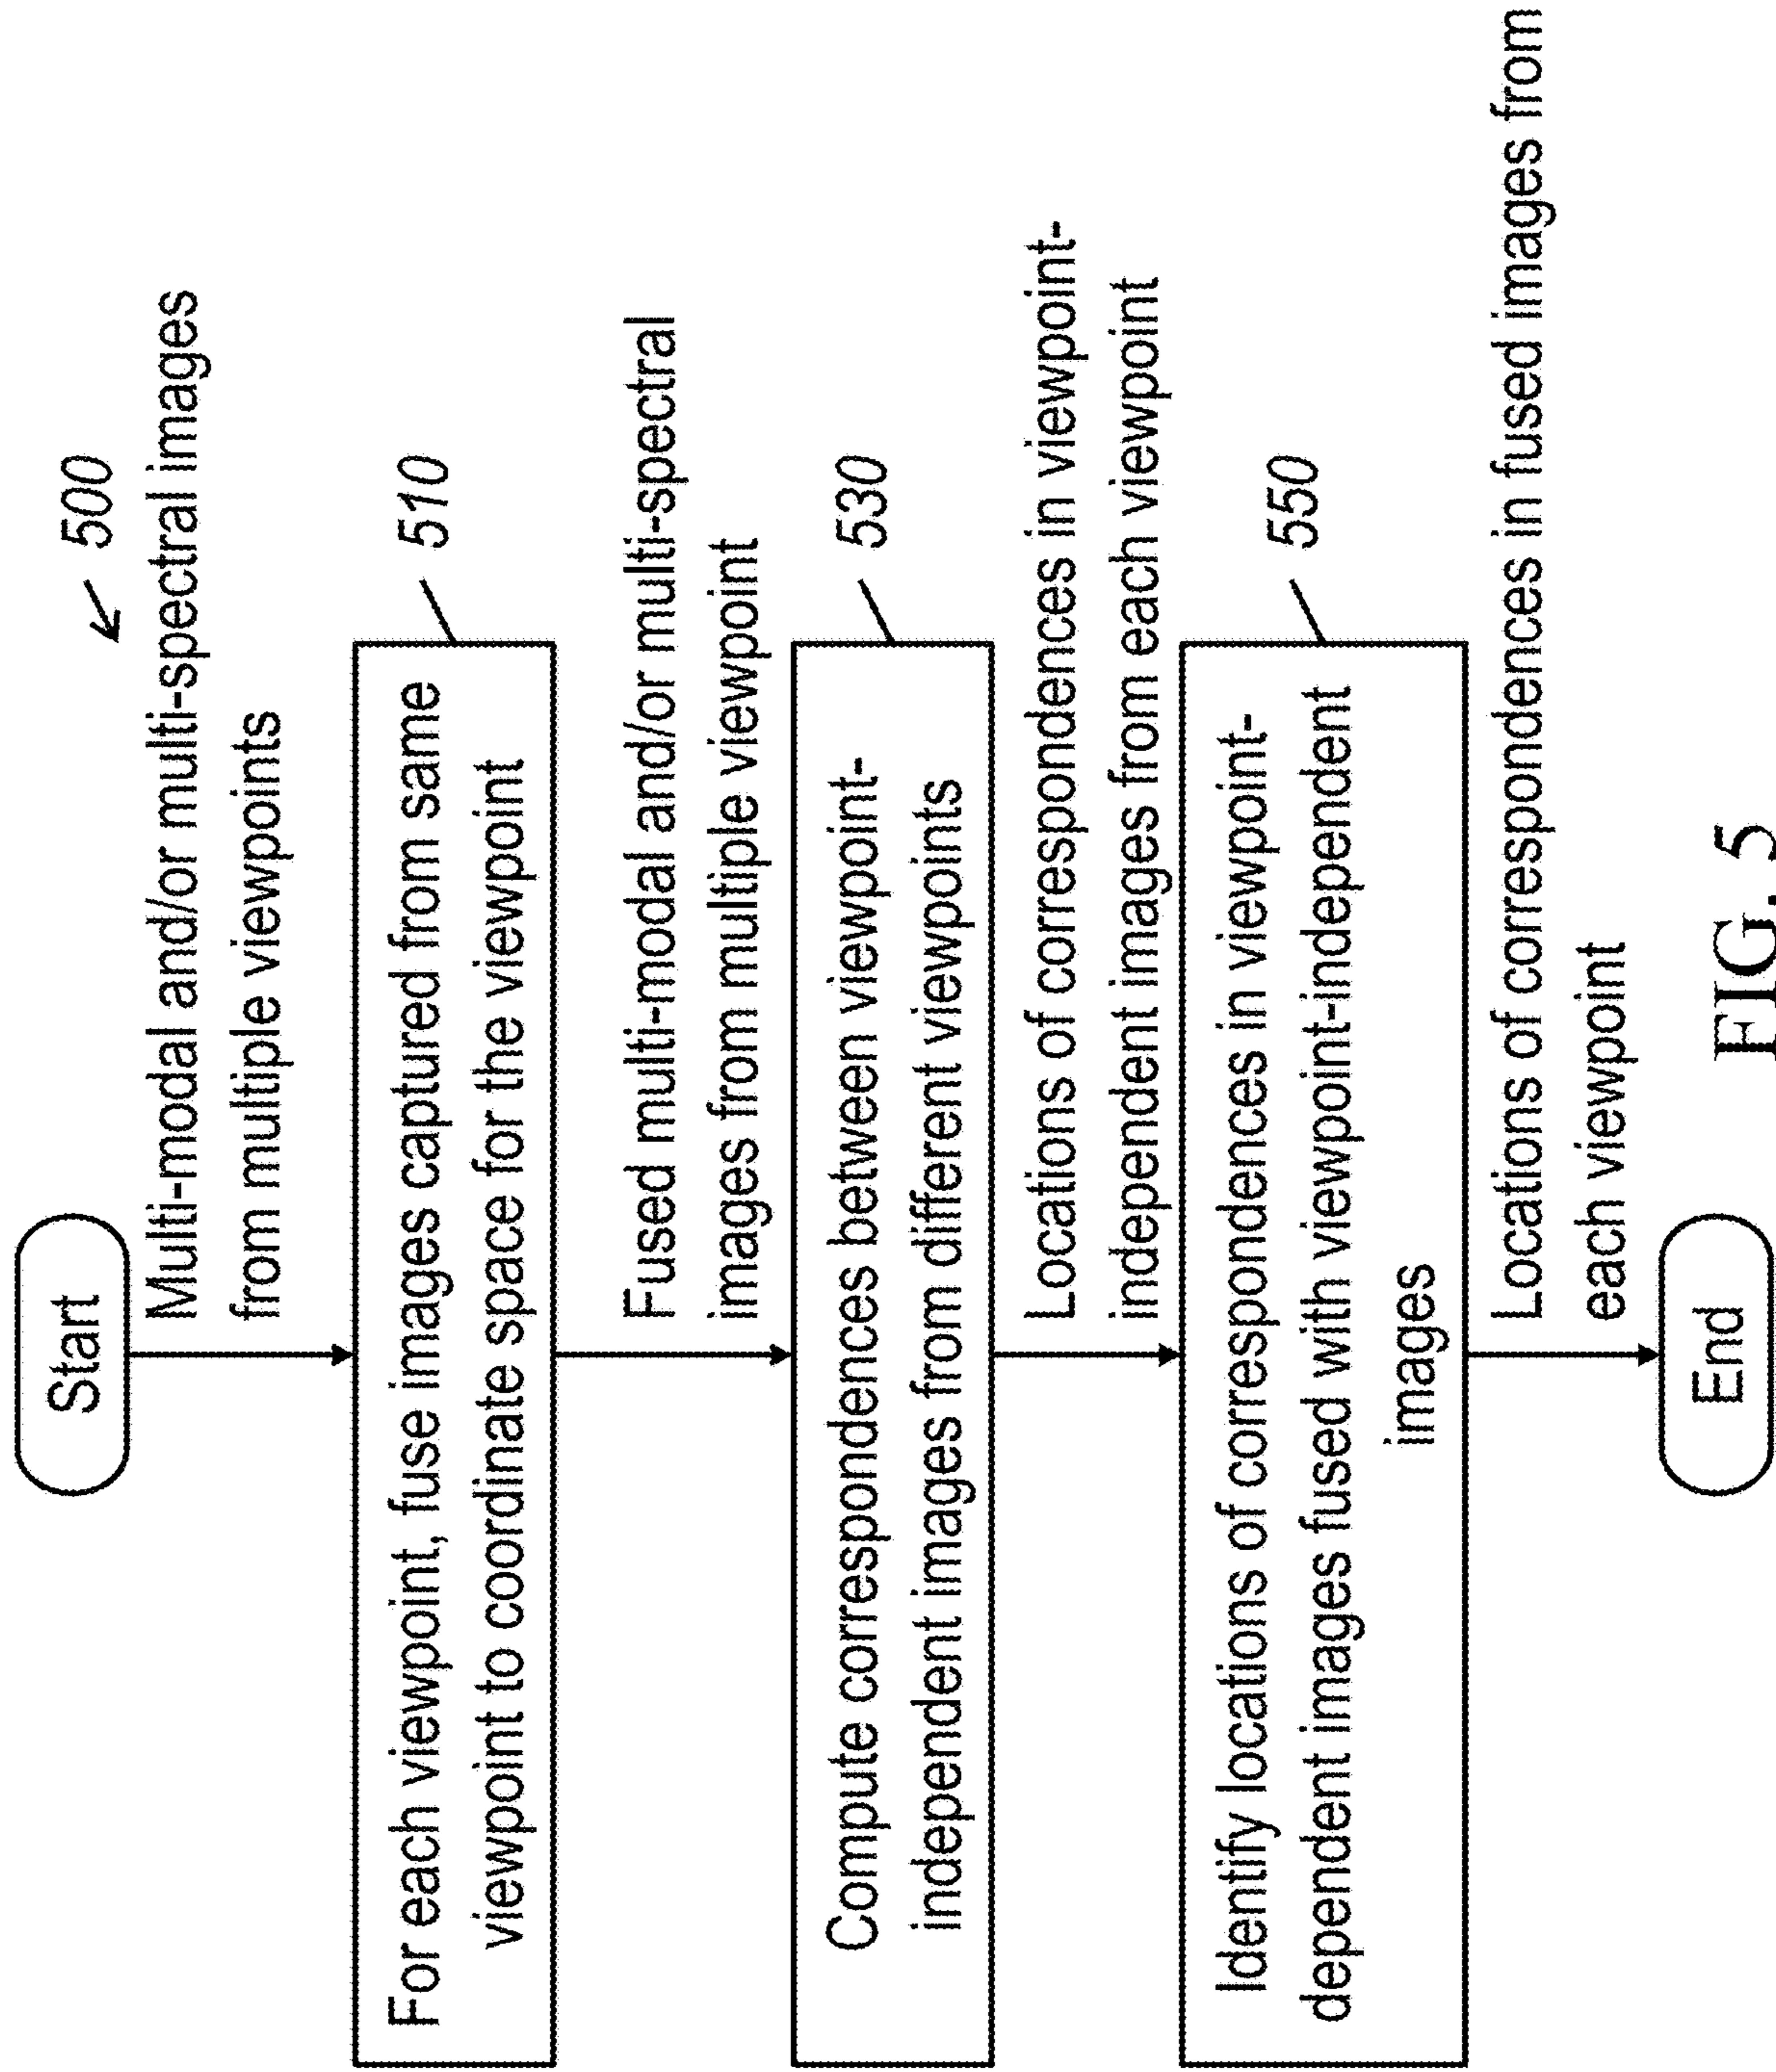 500
Start
Multi-modal and/or multi-spectral images
from multiple viewpoints
510
For each viewpoint, fuse images captured from same
viewpoint to coordinate space for the viewpoint
Fused multi-modal and/or multi-spectral
images from multiple viewpoint
530
Compute correspondences between viewpoint-
independent images from different viewpoints
Locations of correspondences in viewpoint-
independent images from each viewpoint
550
Identify locations of correspondences in viewpoint-
dependent images fused with viewpoint-independent
images
Locations of correspondences in fused images from
each viewpoint
End
FIG. 5